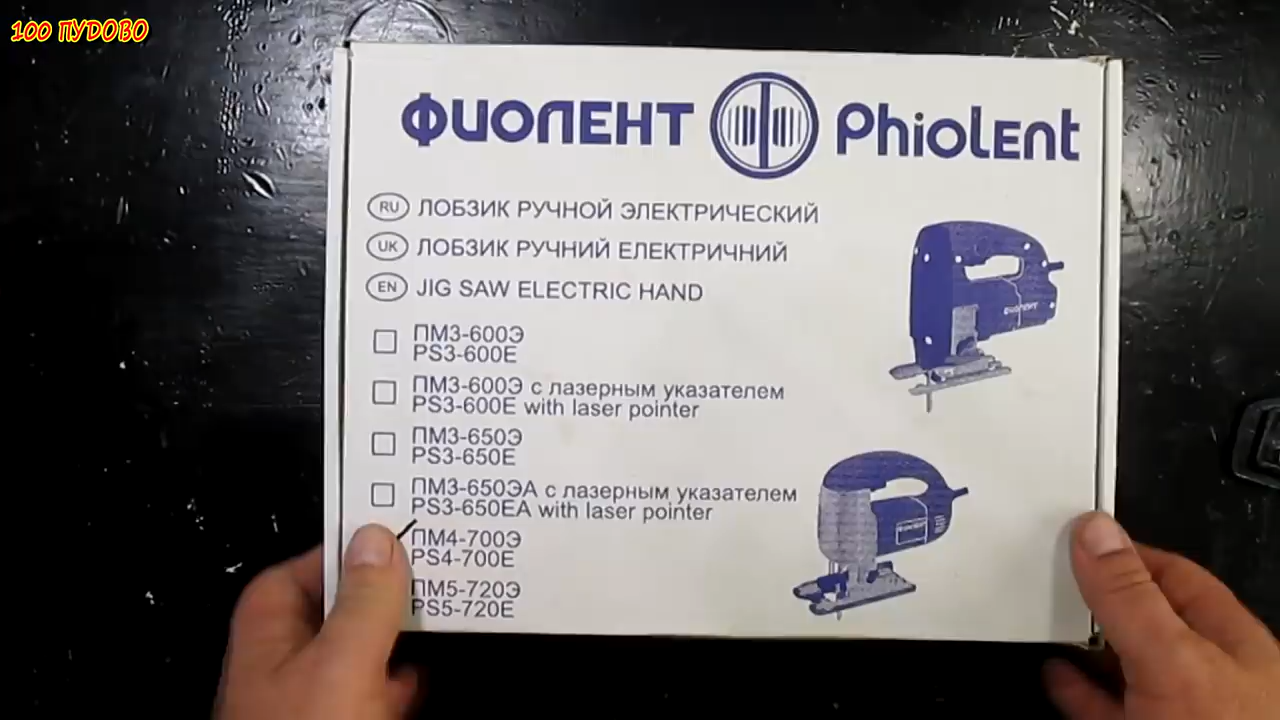 100 ПУДОВО
ФИОЛЕНТ PhioLent
RU ЛОБЗИК РУЧНОЙ ЭЛЕКТРИЧЕСКИЙ
UK ЛОБЗИК РУЧНИЙ ЕЛЕКТРИЧНИЙ
EN JIG SAW ELECTRIC HAND
ПМ3-600Э
PS3-600E
ПМ3-600Э с лазерным указателем
PS3-600E with laser pointer
ПМ3-650Э
PS3-650E
ПМ3-650ЭА с лазерным указателем
PS3-650EA with laser pointer
ПМ4-700Э
PS4-700E
ПМ5-720Э
PS5-720E
ФИОЛЕНТ